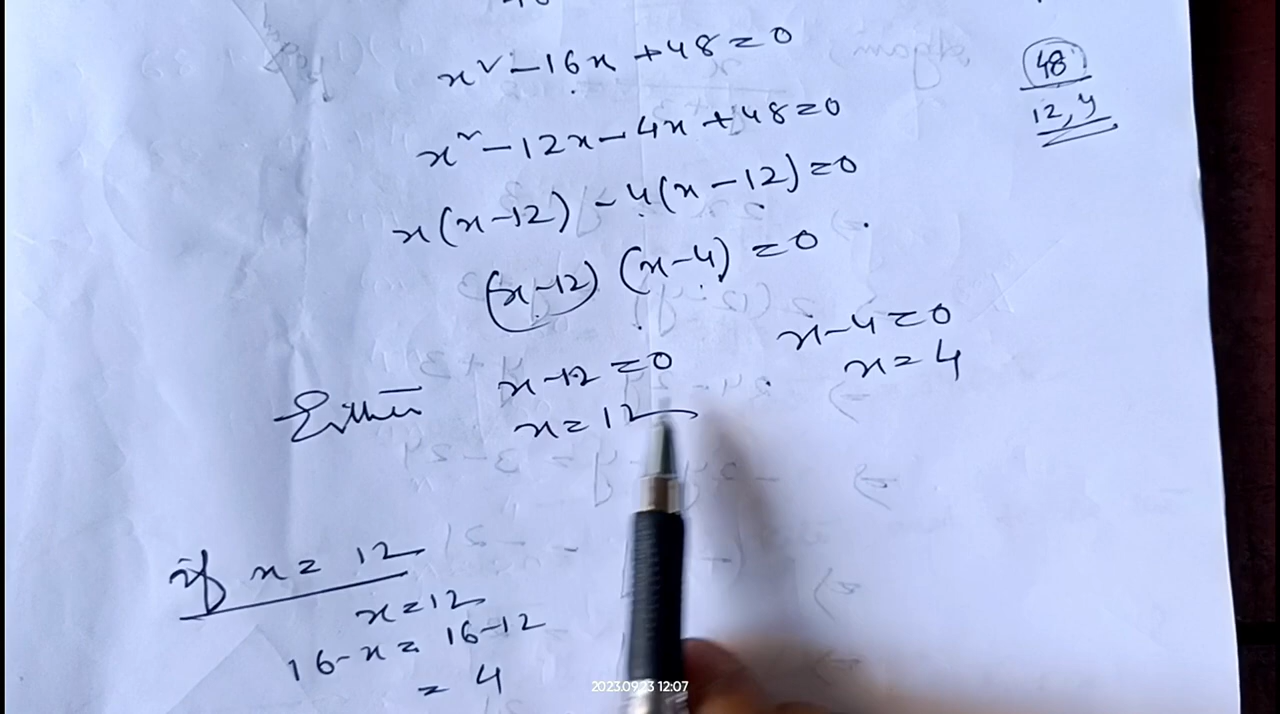 x² - 16x + 48 = 0
48
x² - 12x - 4x + 48 = 0
12, 4
x(x - 12) - 4(x - 12) = 0
(x - 12) (x - 4) = 0
Either x - 12 = 0 x - 4 = 0
x = 12 x = 4
if x = 12
x = 12
16 - x = 16 - 12
= 4
2023.09.23 12:07